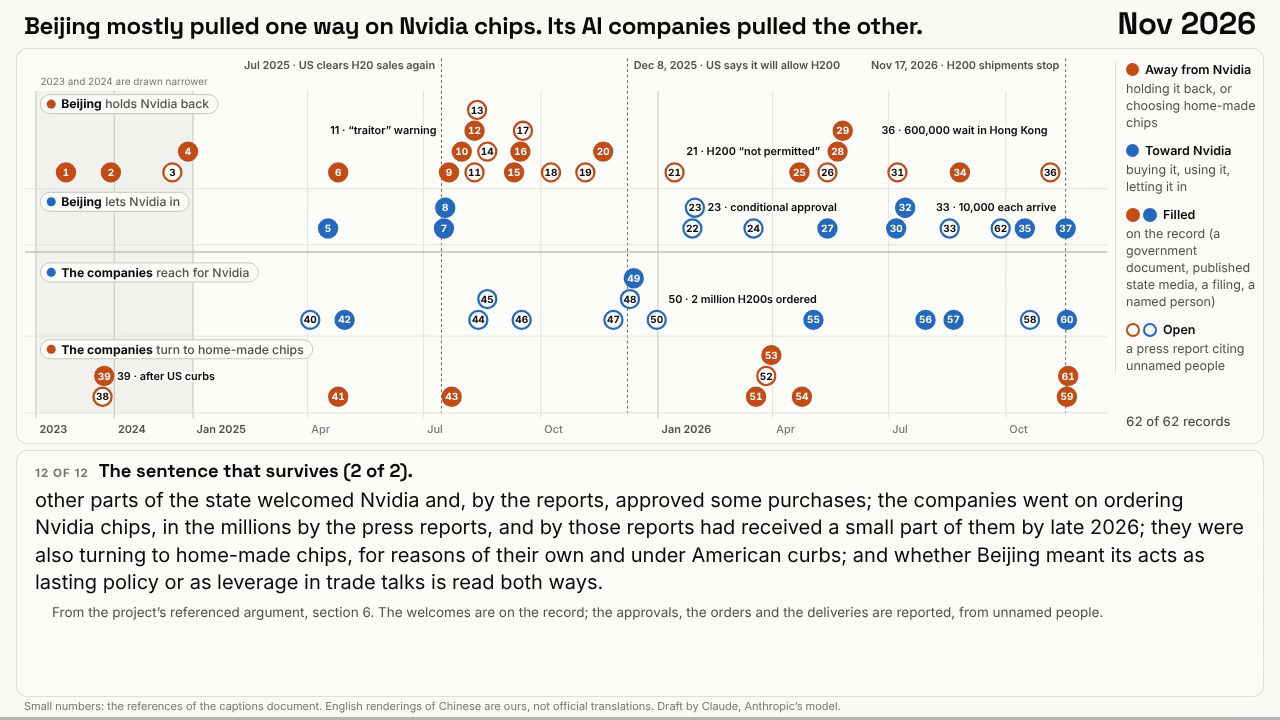 Beijing mostly pulled one way on Nvidia chips. Its AI companies pulled the other.
Nov 2026
Jul 2025 · US clears H20 sales again
Dec 8, 2025 · US says it will allow H200
Nov 17, 2026 · H200 shipments stop
2023 and 2024 are drawn narrower
Beijing holds Nvidia back
13
11 · “traitor” warning
12
17
29
36 · 600,000 wait in Hong Kong
4
10
14
16
20
21 · H200 “not permitted”
28
1
2
3
6
9
11
15
18
19
21
25
26
31
34
36
Beijing lets Nvidia in
8
23
23 · conditional approval
32
33 · 10,000 each arrive
5
7
22
24
27
30
33
62
35
37
The companies reach for Nvidia
49
45
48
50 · 2 million H200s ordered
40
42
44
46
47
50
55
56
57
58
60
The companies turn to home-made chips
53
39
39 · after US curbs
52
61
38
41
43
51
54
59
2023
2024
Jan 2025
Apr
Jul
Oct
Jan 2026
Apr
Jul
Oct
Away from Nvidia
holding it back, or
choosing home-made
chips
Toward Nvidia
buying it, using it,
letting it in
Filled
on the record (a
government
document, published
state media, a filing, a
named person)
Open
a press report citing
unnamed people
62 of 62 records
12 OF 12 The sentence that survives (2 of 2).
other parts of the state welcomed Nvidia and, by the reports, approved some purchases; the companies went on ordering
Nvidia chips, in the millions by the press reports, and by those reports had received a small part of them by late 2026; they were
also turning to home-made chips, for reasons of their own and under American curbs; and whether Beijing meant its acts as
lasting policy or as leverage in trade talks is read both ways.
From the project’s referenced argument, section 6. The welcomes are on the record; the approvals, the orders and the deliveries are reported, from unnamed people.
Small numbers: the references of the captions document. English renderings of Chinese are ours, not official translations. Draft by Claude, Anthropic’s model.